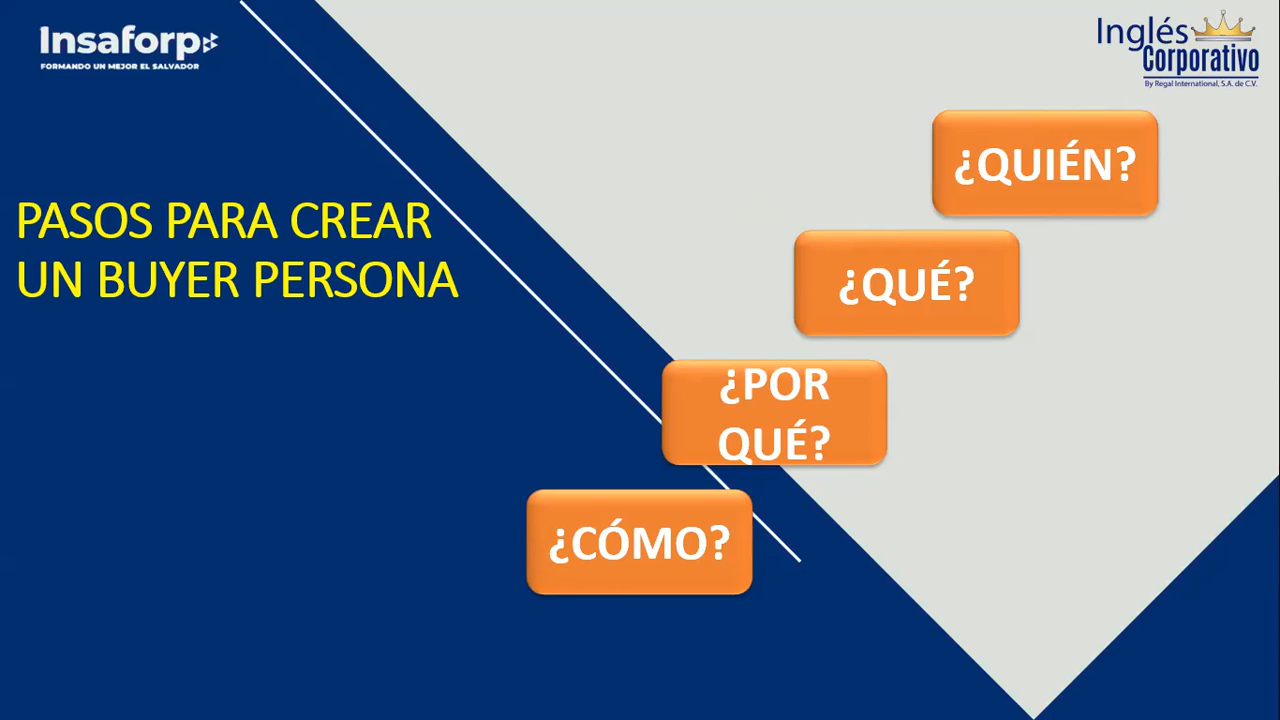 Insaforp
FORMANDO UN MEJOR EL SALVADOR
Inglés
Corporativo
By Regal International, S.A. de C.V.
PASOS PARA CREAR
UN BUYER PERSONA
¿QUIÉN?
¿QUÉ?
¿POR
QUÉ?
¿CÓMO?